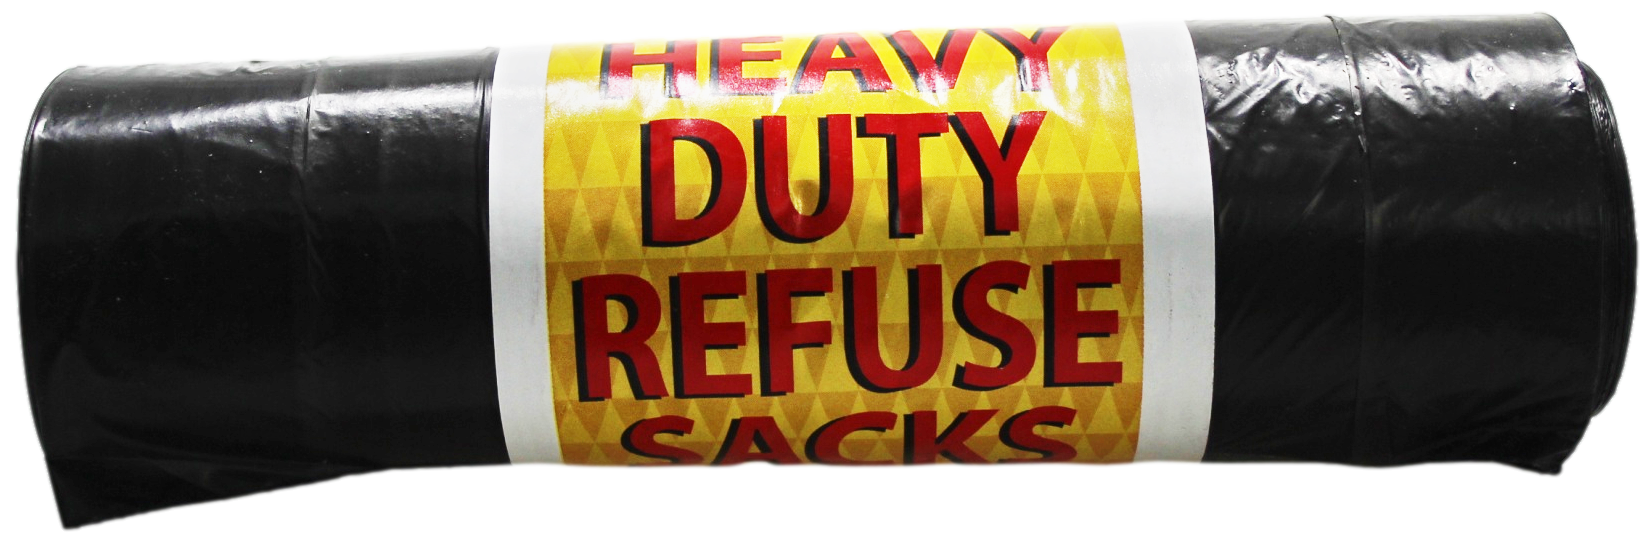 HEAVY
DUTY
REFUSE
SACKS